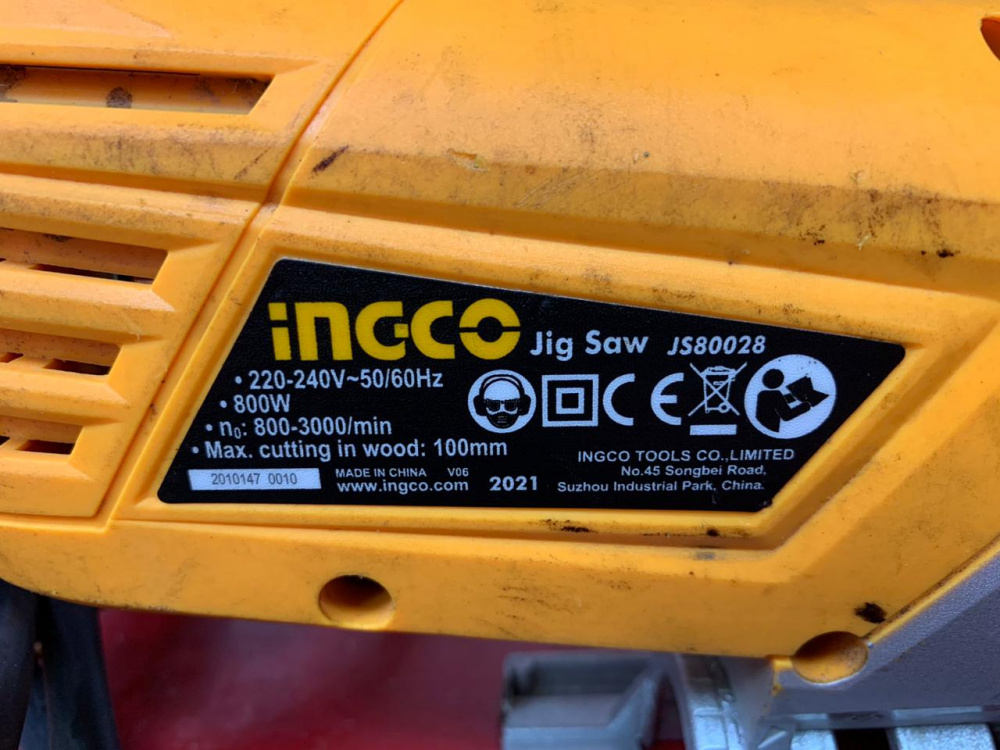 INGCO Jig Saw JS80028
• 220-240V~50/60Hz
• 800W
• n₀: 800-3000/min
• Max. cutting in wood: 100mm
CE
2010147 0010
MADE IN CHINA V06
www.ingco.com 2021
INGCO TOOLS CO.,LIMITED
No.45 Songbei Road,
Suzhou Industrial Park, China.